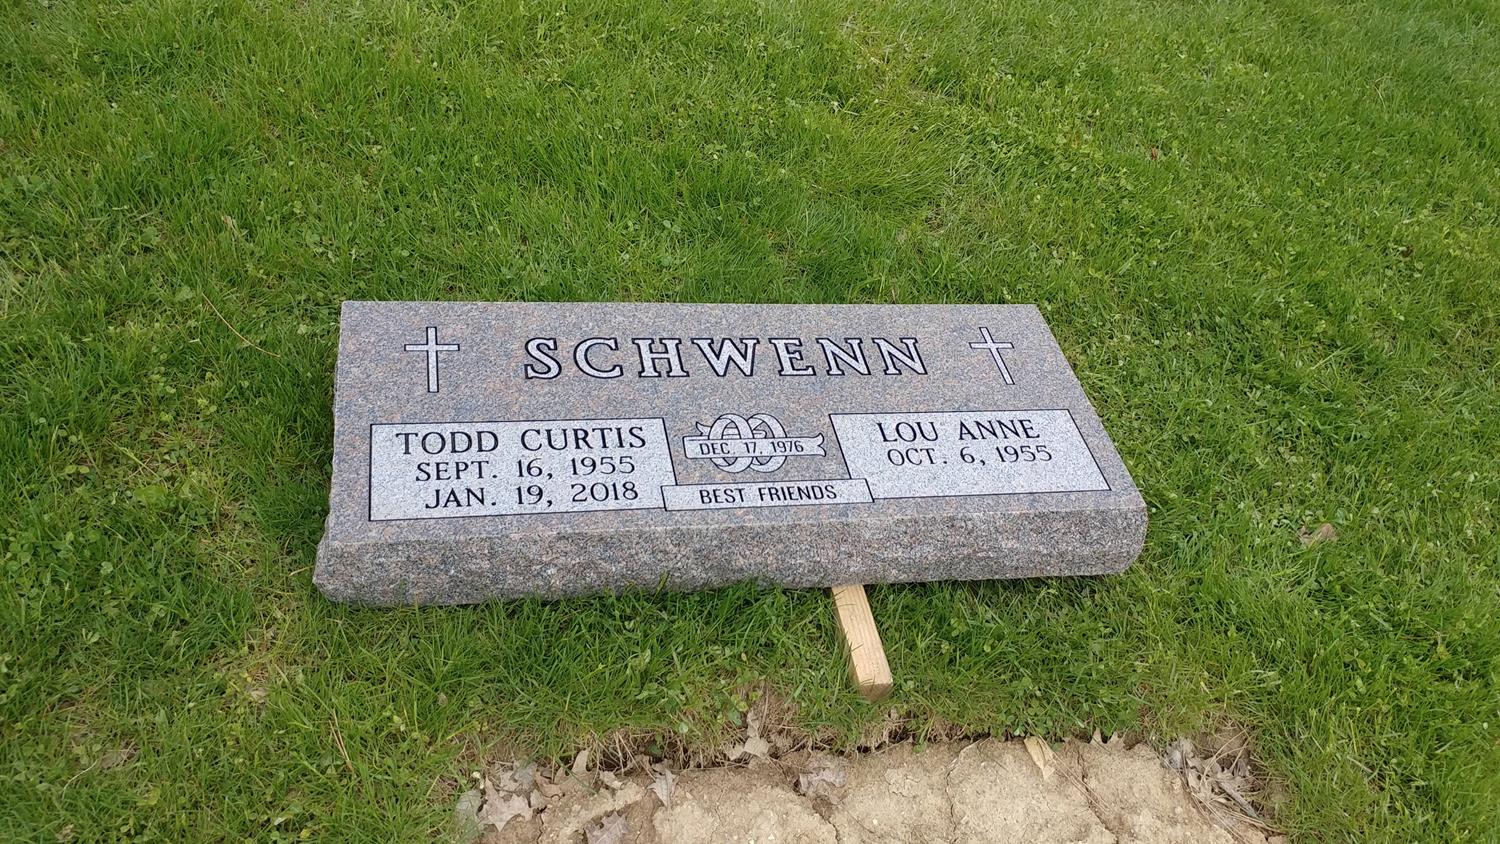 SCHWENN
TODD CURTIS
SEPT. 16, 1955
JAN. 19, 2018
DEC. 17, 1976
BEST FRIENDS
LOU ANNE
OCT. 6, 1955